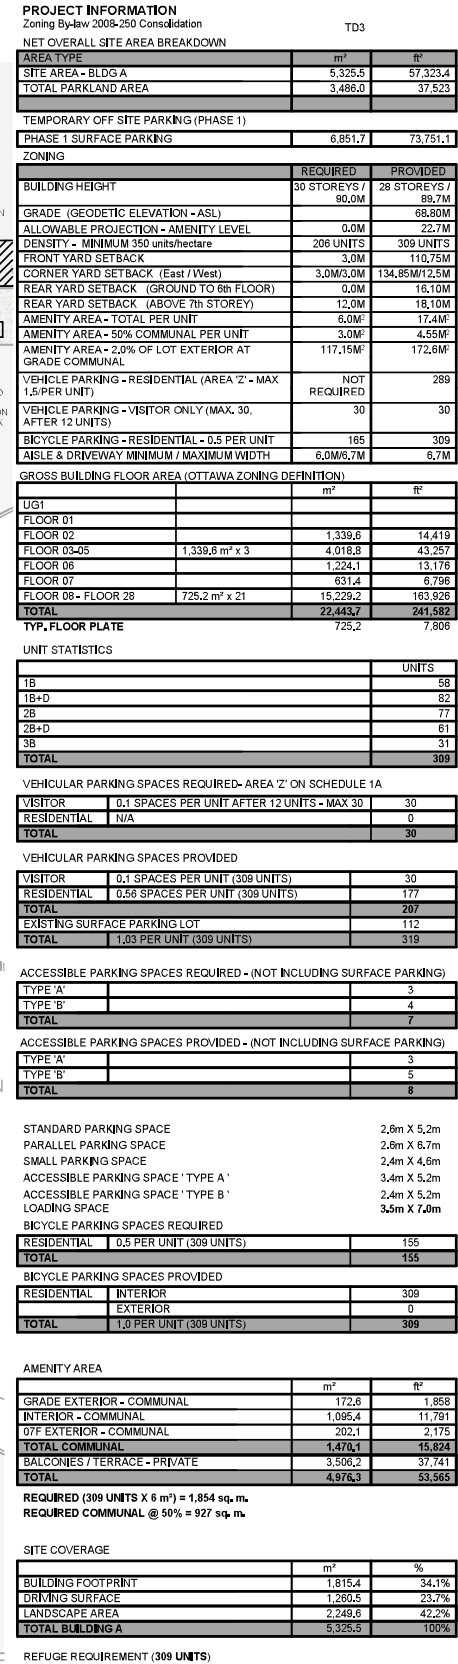 PROJECT INFORMATION
Zoning By-law 2008-250 Consolidation TD3
NET OVERALL SITE AREA BREAKDOWN
AREA TYPE m² ft²
SITE AREA - BLDG A 5,325.5 57,323.4
TOTAL PARKLAND AREA 3,486.0 37,523
TEMPORARY OFF SITE PARKING (PHASE 1)
PHASE 1 SURFACE PARKING 6,851.7 73,751.1
ZONING
REQUIRED PROVIDED
BUILDING HEIGHT 30 STOREYS / 28 STOREYS /
90.0M 89.7M
GRADE (GEODETIC ELEVATION - ASL) 68.80M
ALLOWABLE PROJECTION - AMENITY LEVEL 0.0M 22.7M
DENSITY - MINIMUM 350 units/hectare 206 UNITS 309 UNITS
FRONT YARD SETBACK 3.0M 110.75M
CORNER YARD SETBACK (East / West) 3.0M/3.0M 134.85M/12.5M
REAR YARD SETBACK (GROUND TO 6th FLOOR) 0.0M 16.10M
REAR YARD SETBACK (ABOVE 7th STOREY) 12.0M 18.10M
AMENITY AREA - TOTAL PER UNIT 6.0M² 17.4M²
AMENITY AREA - 50% COMMUNAL PER UNIT 3.0M² 4.55M²
AMENITY AREA - 2.0% OF LOT EXTERIOR AT 117.15M² 172.6M²
GRADE COMMUNAL
VEHICLE PARKING - RESIDENTIAL (AREA 'Z' - MAX NOT 289
1.5/PER UNIT) REQUIRED
VEHICLE PARKING - VISITOR ONLY (MAX. 30, 30 30
AFTER 12 UNITS)
BICYCLE PARKING - RESIDENTIAL - 0.5 PER UNIT 165 309
AISLE & DRIVEWAY MINIMUM / MAXIMUM WIDTH 6.0M/6.7M 6.7M
GROSS BUILDING FLOOR AREA (OTTAWA ZONING DEFINITION)
m² ft²
UG1
FLOOR 01
FLOOR 02 1,339.6 14,419
FLOOR 03-05 1,339.6 m² x 3 4,018.8 43,257
FLOOR 06 1,224.1 13,176
FLOOR 07 631.4 6,796
FLOOR 08 - FLOOR 28 725.2 m² x 21 15,229.2 163,926
TOTAL 22,443.7 241,582
TYP. FLOOR PLATE 725.2 7,806
UNIT STATISTICS
UNITS
1B 58
1B+D 82
2B 77
2B+D 61
3B 31
TOTAL 309
VEHICULAR PARKING SPACES REQUIRED- AREA 'Z' ON SCHEDULE 1A
VISITOR 0.1 SPACES PER UNIT AFTER 12 UNITS - MAX 30 30
RESIDENTIAL N/A 0
TOTAL 30
VEHICULAR PARKING SPACES PROVIDED
VISITOR 0.1 SPACES PER UNIT (309 UNITS) 30
RESIDENTIAL 0.56 SPACES PER UNIT (309 UNITS) 177
TOTAL 207
EXISTING SURFACE PARKING LOT 112
TOTAL 1.03 PER UNIT (309 UNITS) 319
ACCESSIBLE PARKING SPACES REQUIRED - (NOT INCLUDING SURFACE PARKING)
TYPE 'A' 3
TYPE 'B' 4
TOTAL 7
ACCESSIBLE PARKING SPACES PROVIDED - (NOT INCLUDING SURFACE PARKING)
TYPE 'A' 3
TYPE 'B' 5
TOTAL 8
STANDARD PARKING SPACE 2.6m X 5.2m
PARALLEL PARKING SPACE 2.6m X 6.7m
SMALL PARKING SPACE 2.4m X 4.6m
ACCESSIBLE PARKING SPACE ' TYPE A ' 3.4m X 5.2m
ACCESSIBLE PARKING SPACE ' TYPE B ' 2.4m X 5.2m
LOADING SPACE 3.5m X 7.0m
BICYCLE PARKING SPACES REQUIRED
RESIDENTIAL 0.5 PER UNIT (309 UNITS) 155
TOTAL 155
BICYCLE PARKING SPACES PROVIDED
RESIDENTIAL INTERIOR 309
EXTERIOR 0
TOTAL 1.0 PER UNIT (309 UNITS) 309
AMENITY AREA
m² ft²
GRADE EXTERIOR - COMMUNAL 172.6 1,858
INTERIOR - COMMUNAL 1,095.4 11,791
07F EXTERIOR - COMMUNAL 202.1 2,175
TOTAL COMMUNAL 1,470.1 15,824
BALCONIES / TERRACE - PRIVATE 3,506.2 37,741
TOTAL 4,976.3 53,565
REQUIRED (309 UNITS X 6 m²) = 1,854 sq. m.
REQUIRED COMMUNAL @ 50% = 927 sq. m.
SITE COVERAGE
m² %
BUILDING FOOTPRINT 1,815.4 34.1%
DRIVING SURFACE 1,260.5 23.7%
LANDSCAPE AREA 2,249.6 42.2%
TOTAL BUILDING A 5,325.5 100%
REFUGE REQUIREMENT (309 UNITS)